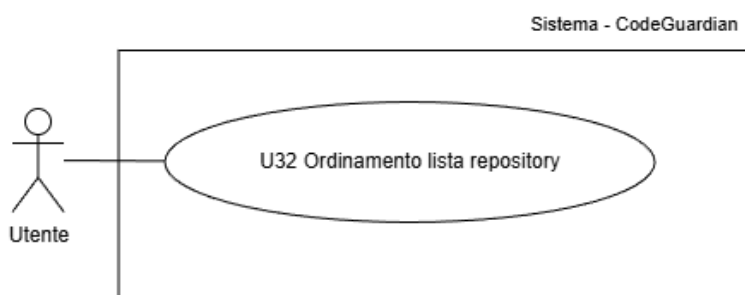 Sistema - CodeGuardian
U32 Ordinamento lista repository
Utente